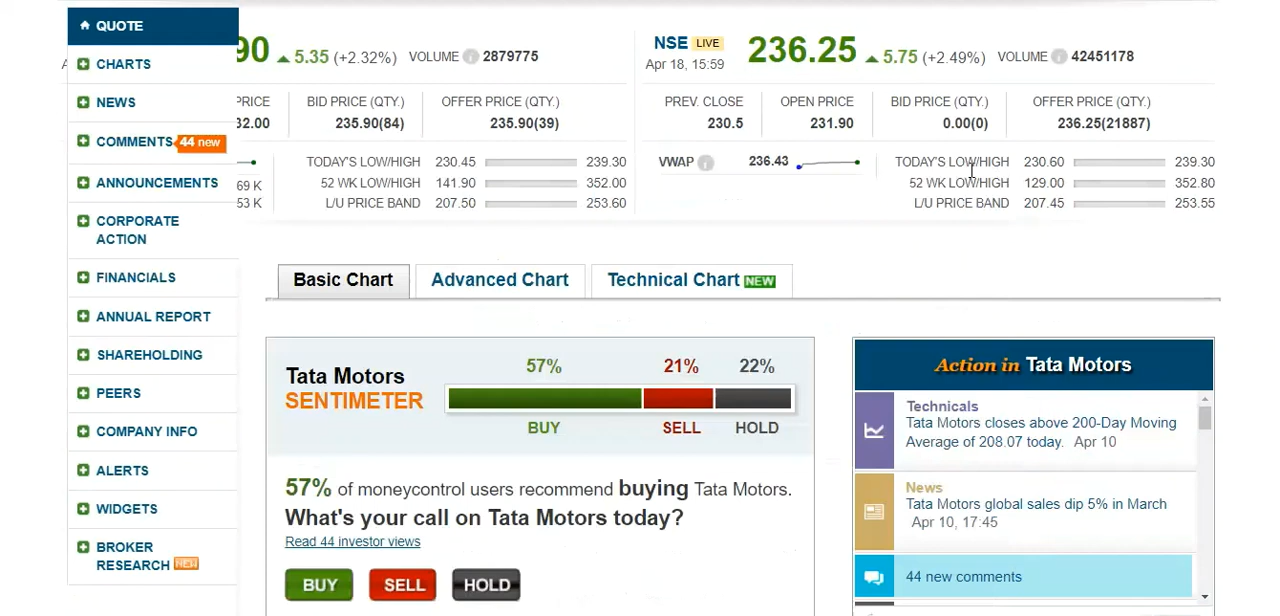 QUOTE
CHARTS
NEWS
COMMENTS 44 new
ANNOUNCEMENTS
CORPORATE
ACTION
FINANCIALS
ANNUAL REPORT
SHAREHOLDING
PEERS
COMPANY INFO
ALERTS
WIDGETS
BROKER
RESEARCH NEW
90 5.35 (+2.32%) VOLUME 2879775
PRICE BID PRICE (QTY.) OFFER PRICE (QTY.)
32.00 235.90(84) 235.90(39)
TODAY'S LOW/HIGH 230.45 239.30
69 K 52 WK LOW/HIGH 141.90 352.00
53 K L/U PRICE BAND 207.50 253.60
NSE LIVE 236.25 5.75 (+2.49%) VOLUME 42451178
Apr 18, 15:59
PREV. CLOSE OPEN PRICE BID PRICE (QTY.) OFFER PRICE (QTY.)
230.5 231.90 0.00(0) 236.25(21887)
VWAP 236.43 TODAY'S LOW/HIGH 230.60 239.30
52 WK LOW/HIGH 129.00 352.80
L/U PRICE BAND 207.45 253.55
Basic Chart Advanced Chart Technical Chart NEW
Tata Motors
SENTIMETER
57% 21% 22%
BUY SELL HOLD
57% of moneycontrol users recommend buying Tata Motors.
What's your call on Tata Motors today?
Read 44 investor views
BUY SELL HOLD
Action in Tata Motors
Technicals
Tata Motors closes above 200-Day Moving
Average of 208.07 today. Apr 10
News
Tata Motors global sales dip 5% in March
Apr 10, 17:45
44 new comments